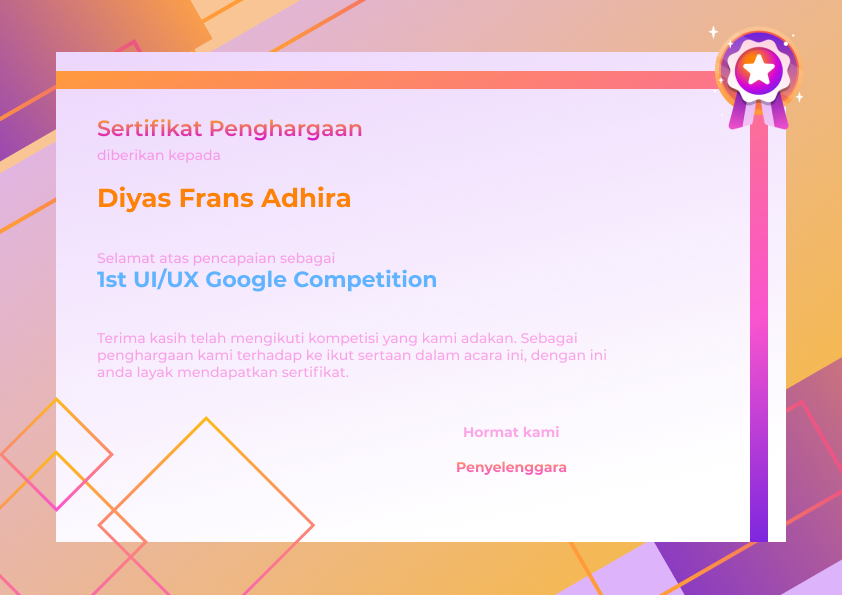 Sertifikat Penghargaan
diberikan kepada
Diyas Frans Adhira
Selamat atas pencapaian sebagai
1st UI/UX Google Competition
Terima kasih telah mengikuti kompetisi yang kami adakan. Sebagai
penghargaan kami terhadap ke ikut sertaan dalam acara ini, dengan ini
anda layak mendapatkan sertifikat.
Hormat kami
Penyelenggara